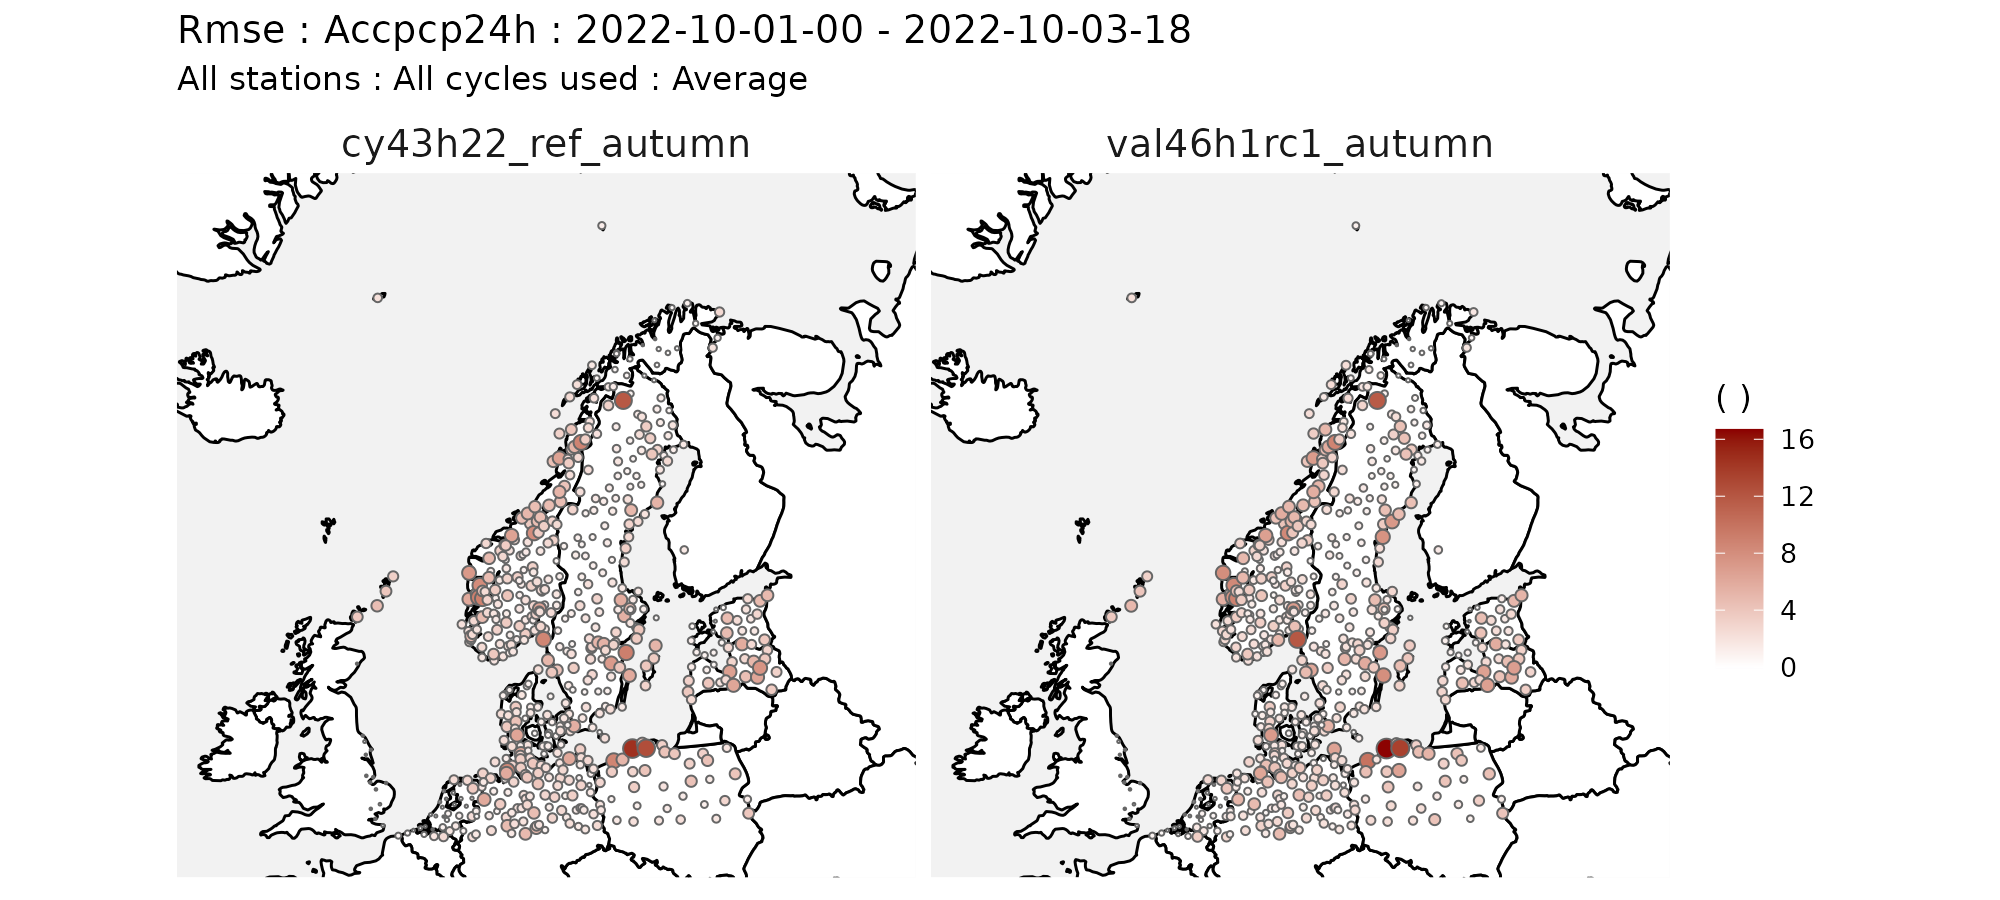 Rmse : Accpcp24h : 2022-10-01-00 - 2022-10-03-18
All stations : All cycles used : Average
cy43h22_ref_autumn
val46h1rc1_autumn
( )
16
12
8
4
0